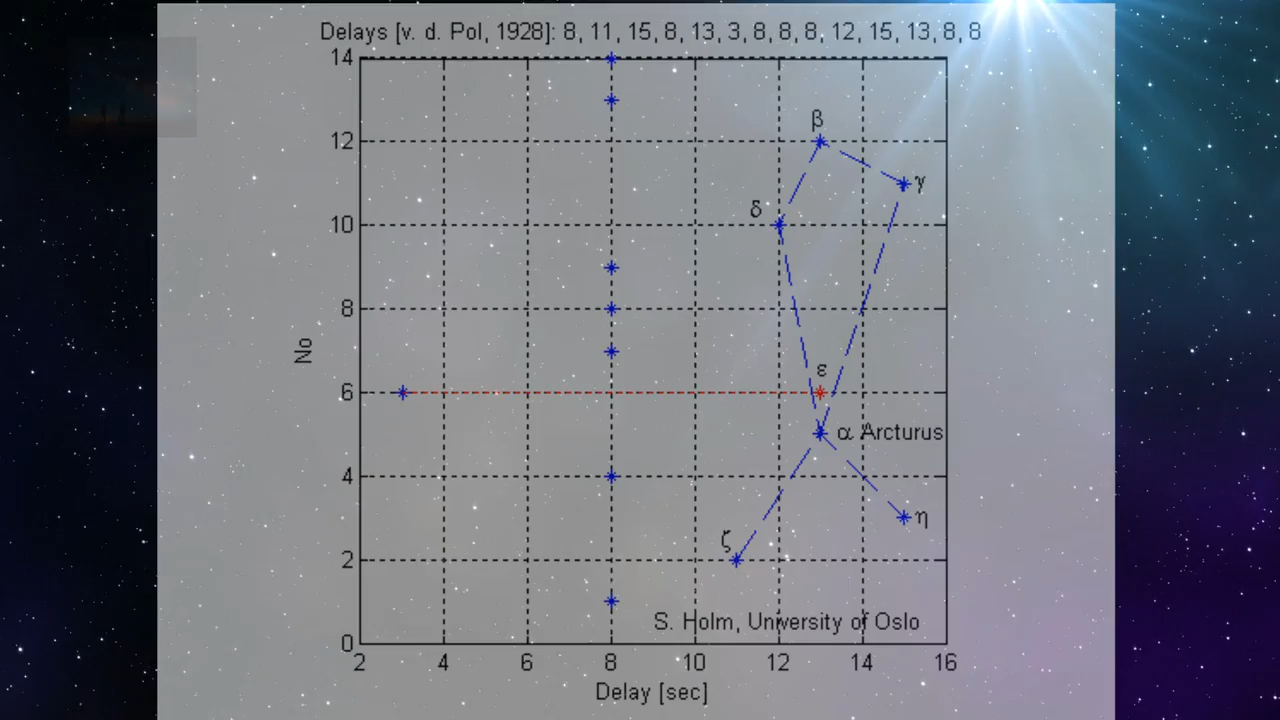 Delays [v. d. Pol, 1928]: 8, 11, 15, 8, 13, 3, 8, 8, 8, 12, 15, 13, 8, 8
14
β
12
γ
δ
10
8
No
ε
6
α Arcturus
4
η
ζ
2
S. Holm, University of Oslo
0
2 4 6 8 10 12 14 16
Delay [sec]